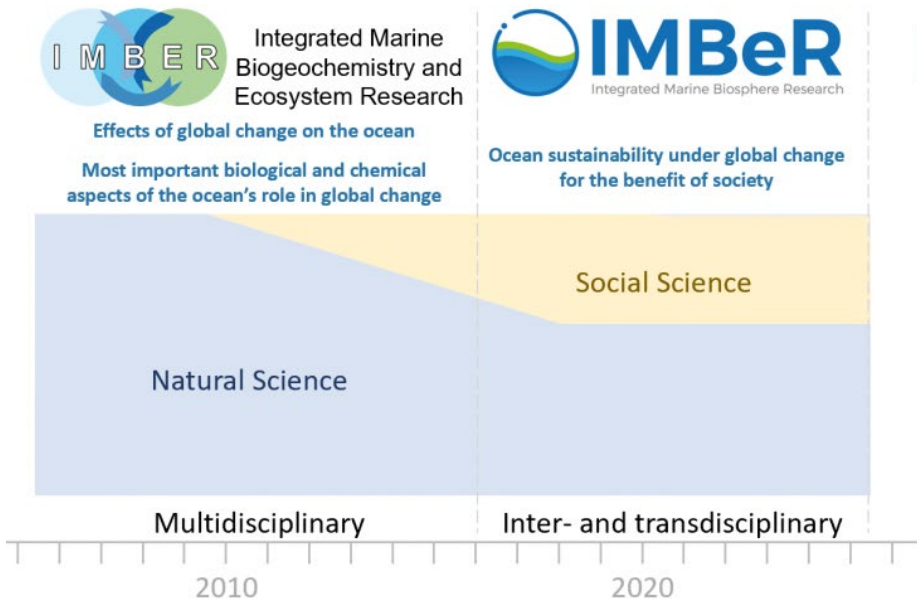 IMBER
Integrated Marine
Biogeochemistry and
Ecosystem Research
Effects of global change on the ocean
Most important biological and chemical
aspects of the ocean's role in global change
IMBeR
Integrated Marine Biosphere Research
Ocean sustainability under global change
for the benefit of society
Social Science
Natural Science
Multidisciplinary
Inter- and transdisciplinary
2010
2020